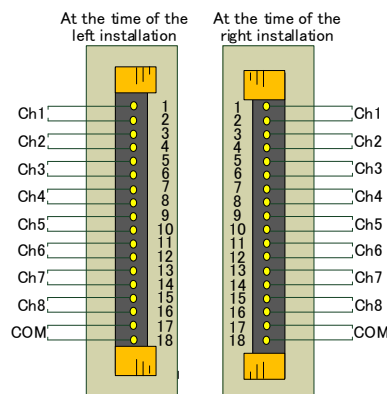 At the time of the
left installation
At the time of the
right installation
Ch1
Ch2
Ch3
Ch4
Ch5
Ch6
Ch7
Ch8
COM
1
2
3
4
5
6
7
8
9
10
11
12
13
14
15
16
17
18
1
2
3
4
5
6
7
8
9
10
11
12
13
14
15
16
17
18
Ch1
Ch2
Ch3
Ch4
Ch5
Ch6
Ch7
Ch8
COM